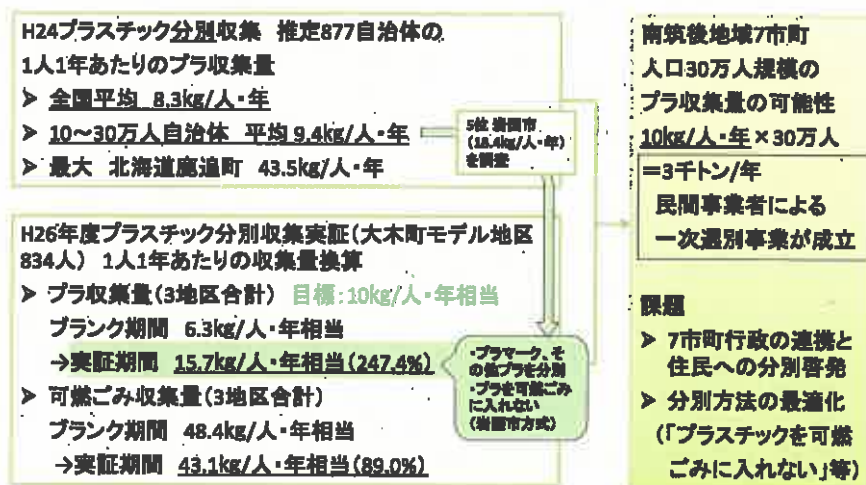 H24プラスチック分別収集 推定877自治体の
1人1年あたりのプラ収集量
➤ 全国平均 8.3kg/人・年
➤ 10～30万人自治体 平均9.4kg/人・年
➤ 最大 北海道鹿追町 43.5kg/人・年
5位 岩国市
(18.4kg/人・年)
を調査
H26年度プラスチック分別収集実証(大木町モデル地区
834人) 1人1年あたりの収集量換算
➤ プラ収集量(3地区合計) 目標:10kg/人・年相当
ブランク期間 6.3kg/人・年相当
→実証期間 15.7kg/人・年相当(247.4%)
➤ 可燃ごみ収集量(3地区合計)
ブランク期間 48.4kg/人・年相当
→実証期間 43.1kg/人・年相当(89.0%)
・プラマーク、そ
の他プラを分別
・プラを可燃ごみ
に入れない
(岩国市方式)
南筑後地域7市町
人口30万人規模の
プラ収集量の可能性
10kg/人・年×30万人
=3千トン/年
民間事業者による
一次選別事業が成立
課題
➤ 7市町行政の連携と
住民への分別啓発
➤ 分別方法の最適化
(「プラスチックを可燃
ごみに入れない」等)